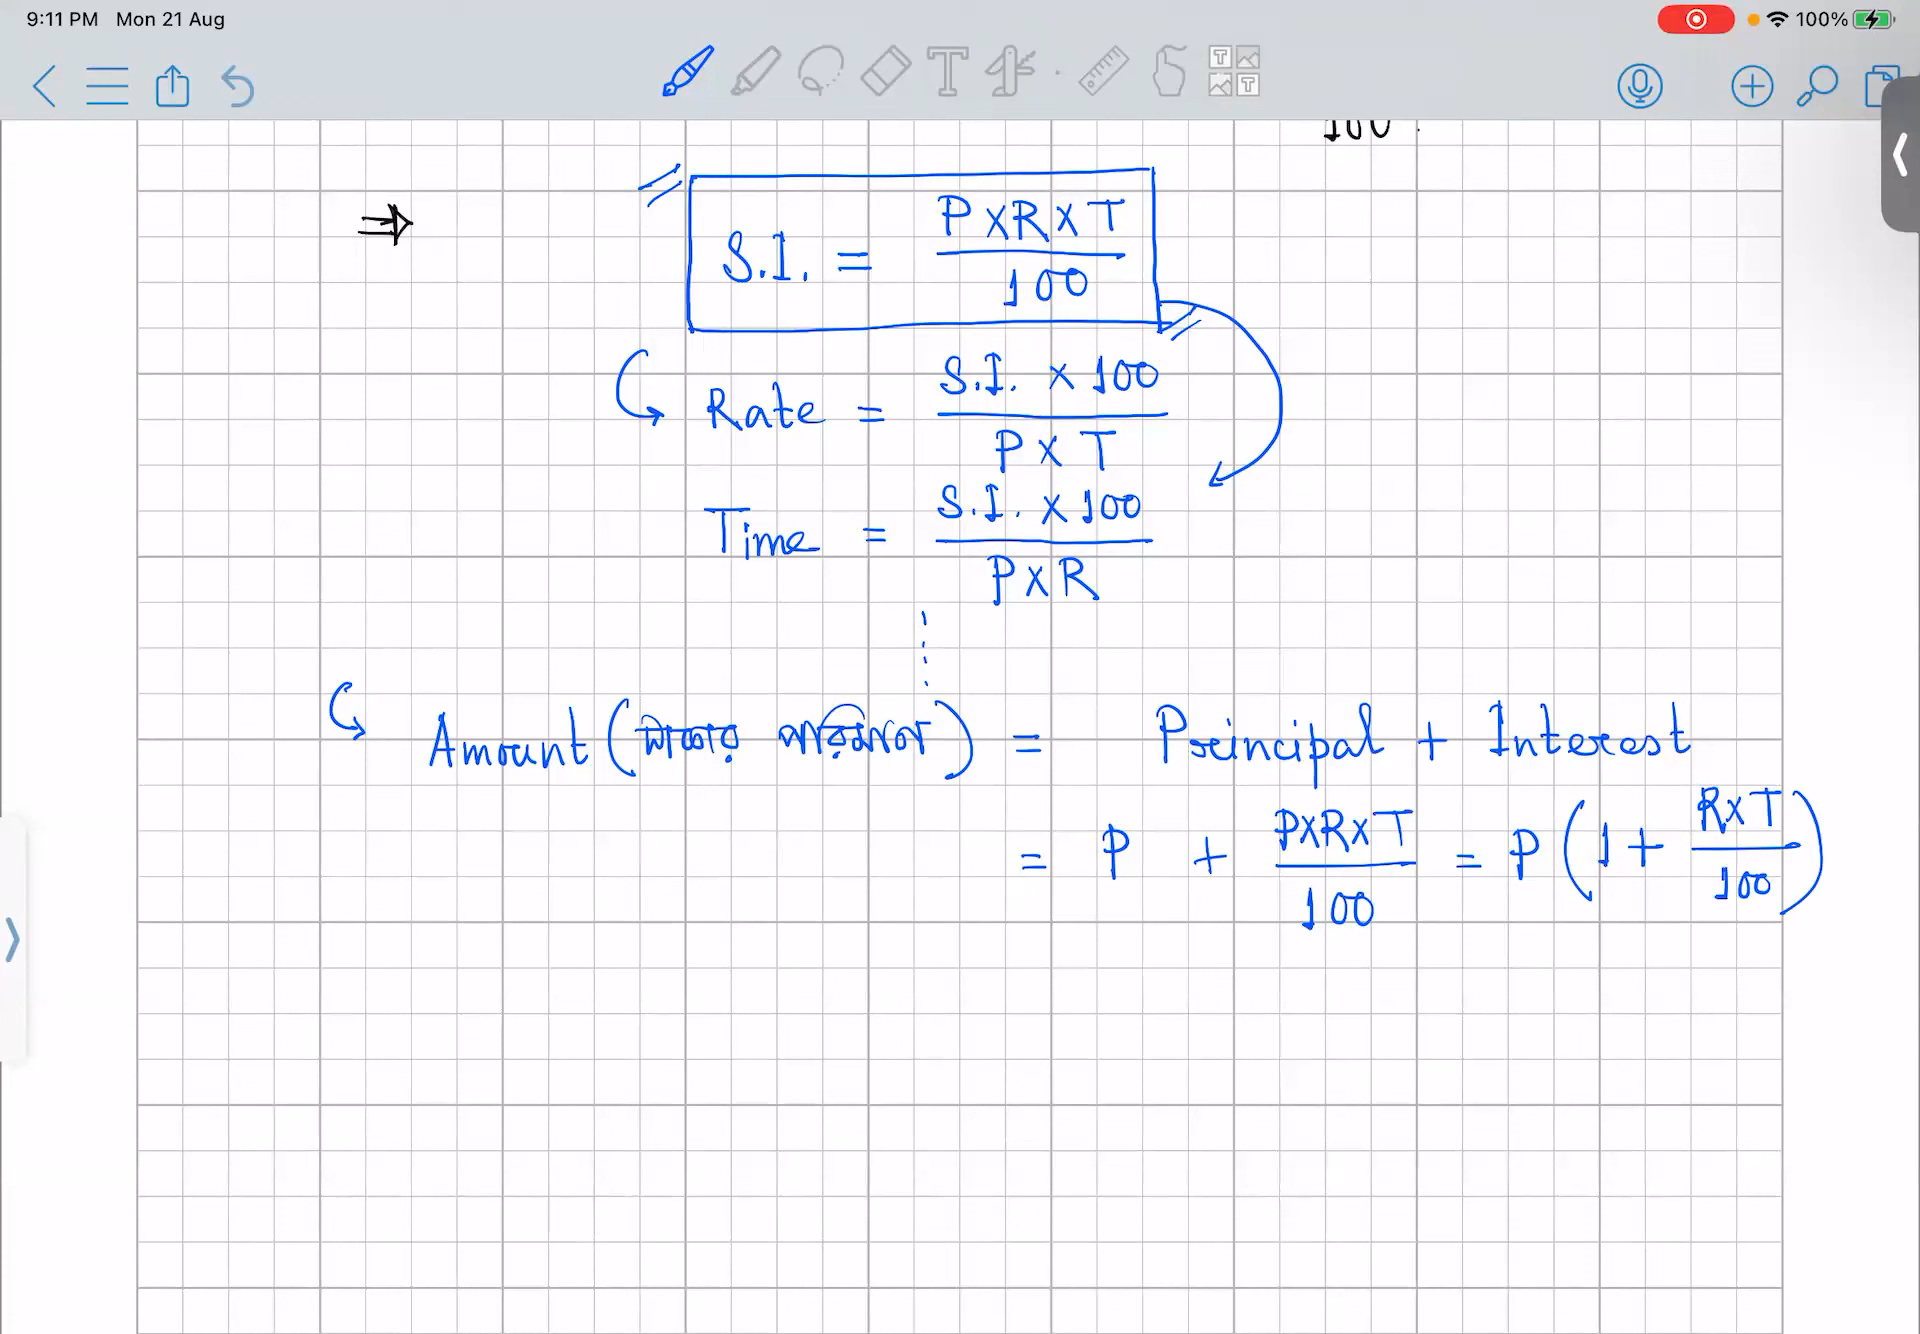 9:11 PM Mon 21 Aug 100%
100
⇒ S.I. = P×R×T / 100
Rate = S.I. × 100 / P×T
Time = S.I. × 100 / P×R
Amount ( ) = Principal + Interest
= P + P×R×T / 100 = P (1 + R×T / 100)